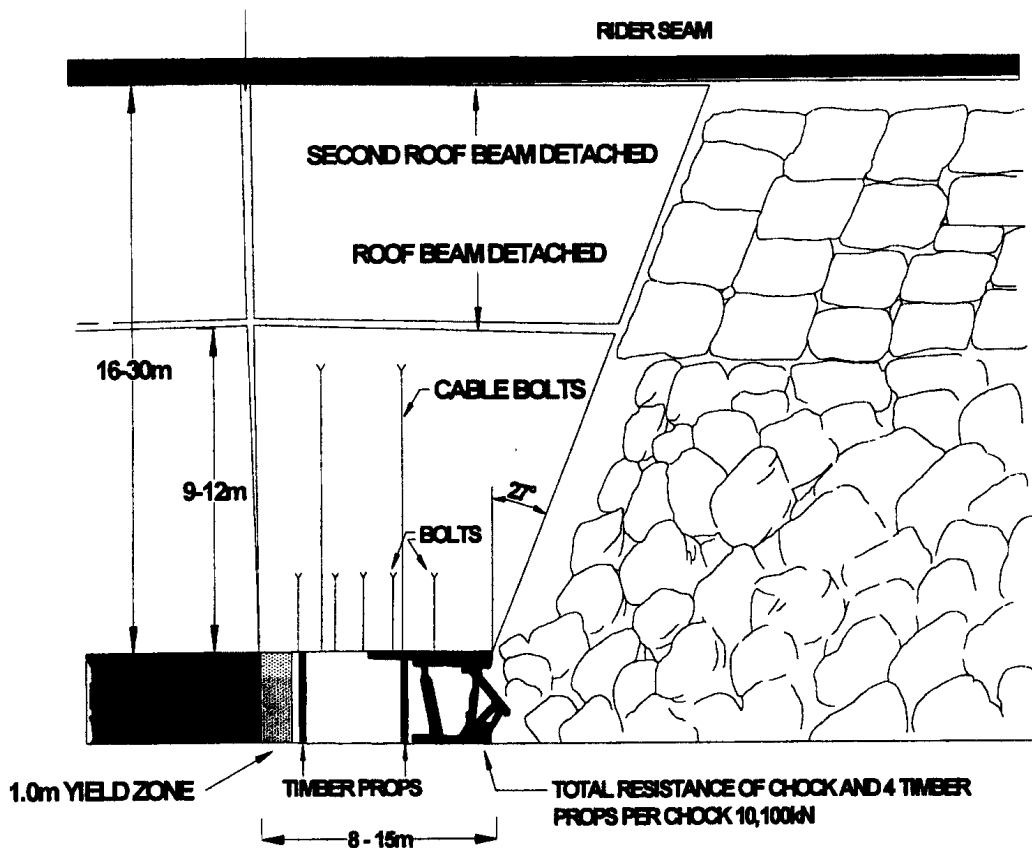 RIDER SEAM
SECOND ROOF BEAM DETACHED
ROOF BEAM DETACHED
16-30m
CABLE BOLTS
9-12m
27°
BOLTS
1.0m YIELD ZONE
TIMBER PROPS
TOTAL RESISTANCE OF CHOCK AND 4 TIMBER
PROPS PER CHOCK 10,100kN
8 - 15m